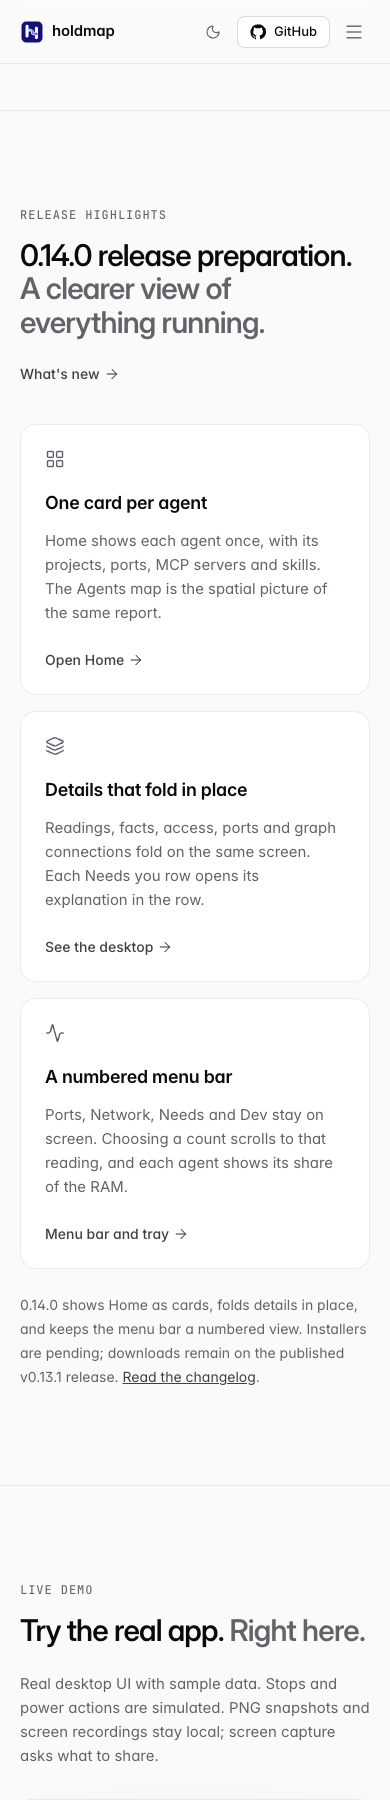 holdmap
GitHub
RELEASE HIGHLIGHTS
0.14.0 release preparation.
A clearer view of
everything running.
What's new →
One card per agent
Home shows each agent once, with its
projects, ports, MCP servers and skills.
The Agents map is the spatial picture of
the same report.
Open Home →
Details that fold in place
Readings, facts, access, ports and graph
connections fold on the same screen.
Each Needs you row opens its
explanation in the row.
See the desktop →
A numbered menu bar
Ports, Network, Needs and Dev stay on
screen. Choosing a count scrolls to that
reading, and each agent shows its share
of the RAM.
Menu bar and tray →
0.14.0 shows Home as cards, folds details in place,
and keeps the menu bar a numbered view. Installers
are pending; downloads remain on the published
v0.13.1 release. Read the changelog.
LIVE DEMO
Try the real app. Right here.
Real desktop UI with sample data. Stops and
power actions are simulated. PNG snapshots and
screen recordings stay local; screen capture
asks what to share.